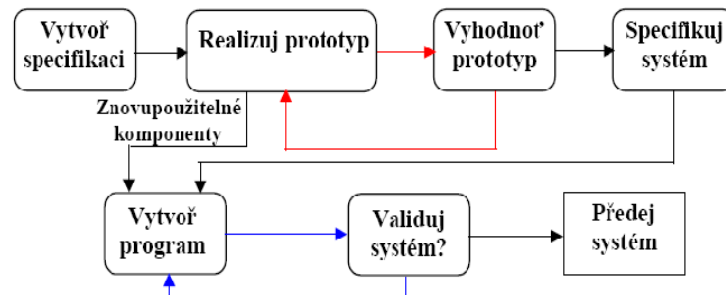 Vytvoř
specifikaci
Realizuj prototyp
Vyhodnoť
prototyp
Specifikuj
systém
Znovupoužitelné
komponenty
Vytvoř
program
Validuj
systém?
Předej
systém